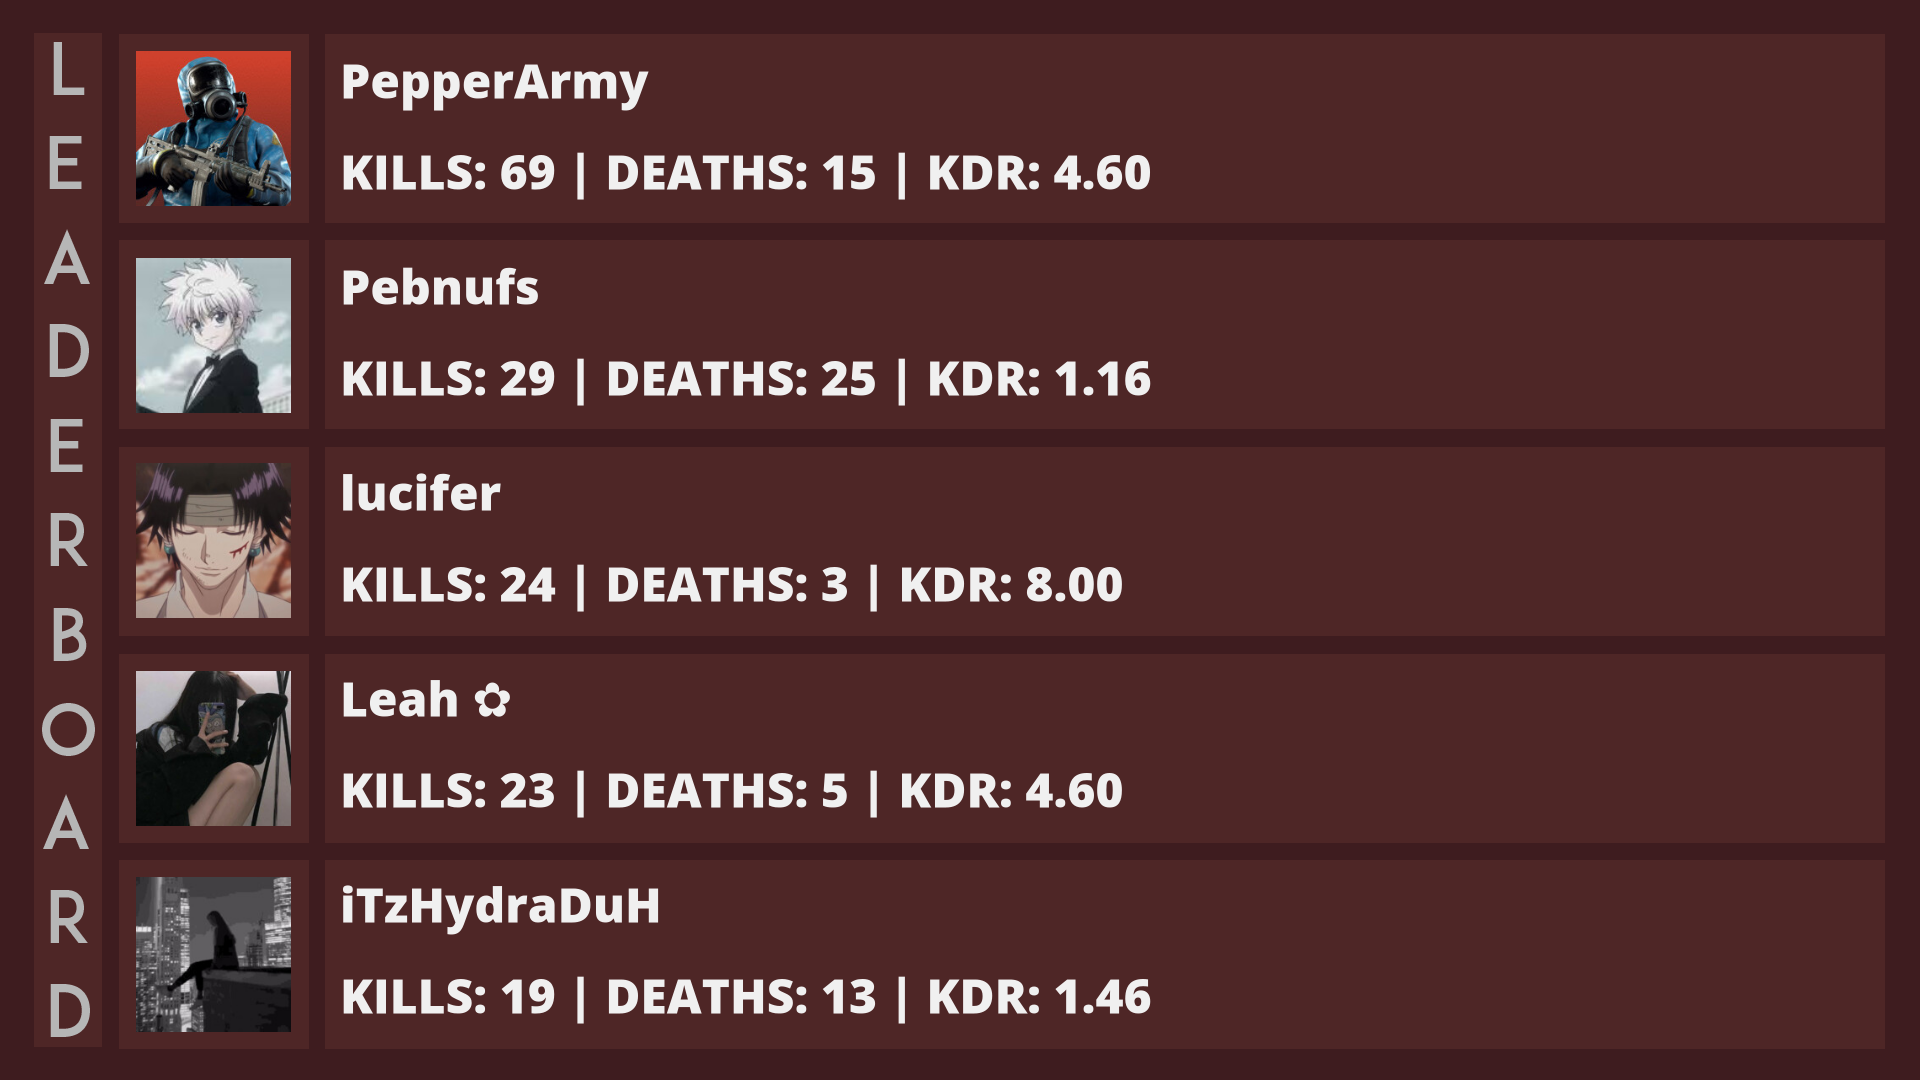 LEADERBOARD
PepperArmy
KILLS: 69 | DEATHS: 15 | KDR: 4.60
Pebnufs
KILLS: 29 | DEATHS: 25 | KDR: 1.16
lucifer
KILLS: 24 | DEATHS: 3 | KDR: 8.00
Leah ✿
KILLS: 23 | DEATHS: 5 | KDR: 4.60
iTzHydraDuH
KILLS: 19 | DEATHS: 13 | KDR: 1.46